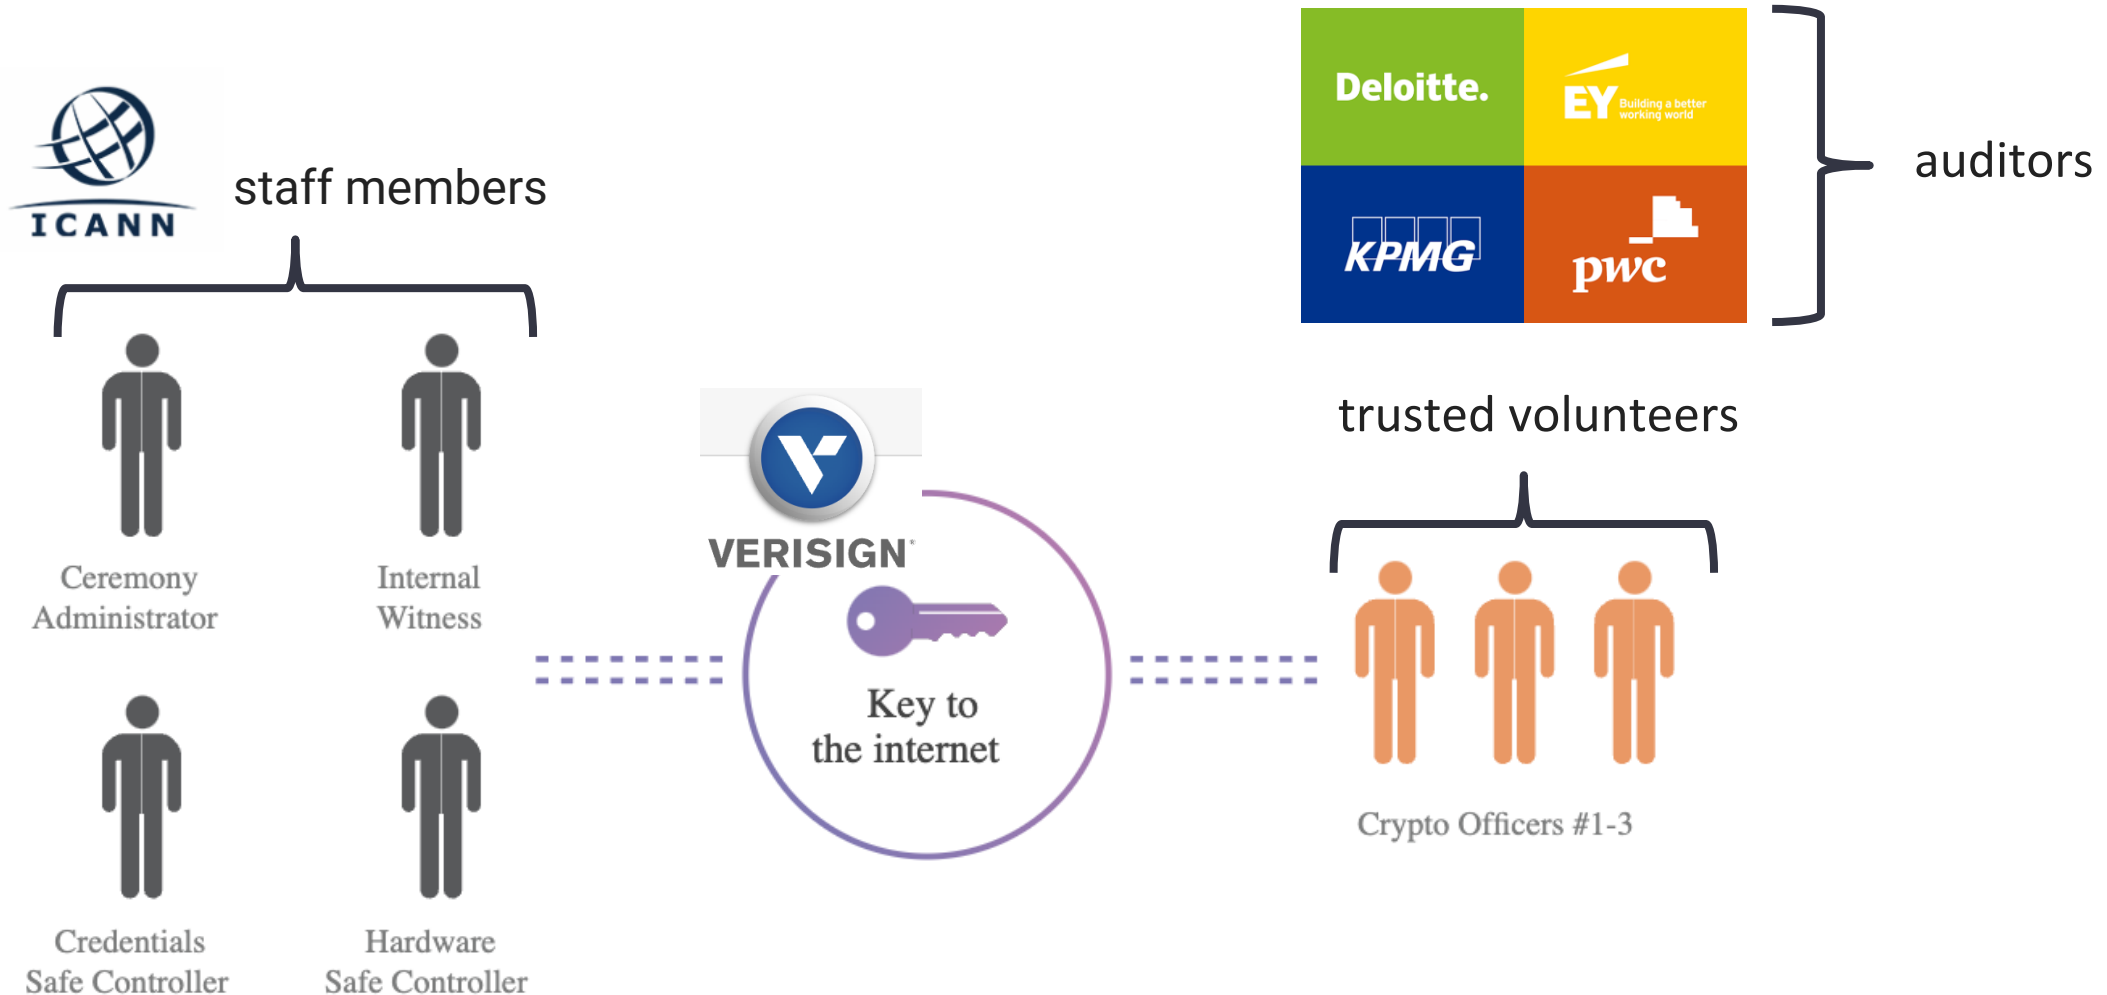 ICANN
staff members
Ceremony
Administrator
Internal
Witness
Credentials
Safe Controller
Hardware
Safe Controller
VERISIGN®
Key to
the internet
Deloitte.
EY Building a better
working world
KPMG
pwc
auditors
trusted volunteers
Crypto Officers #1-3